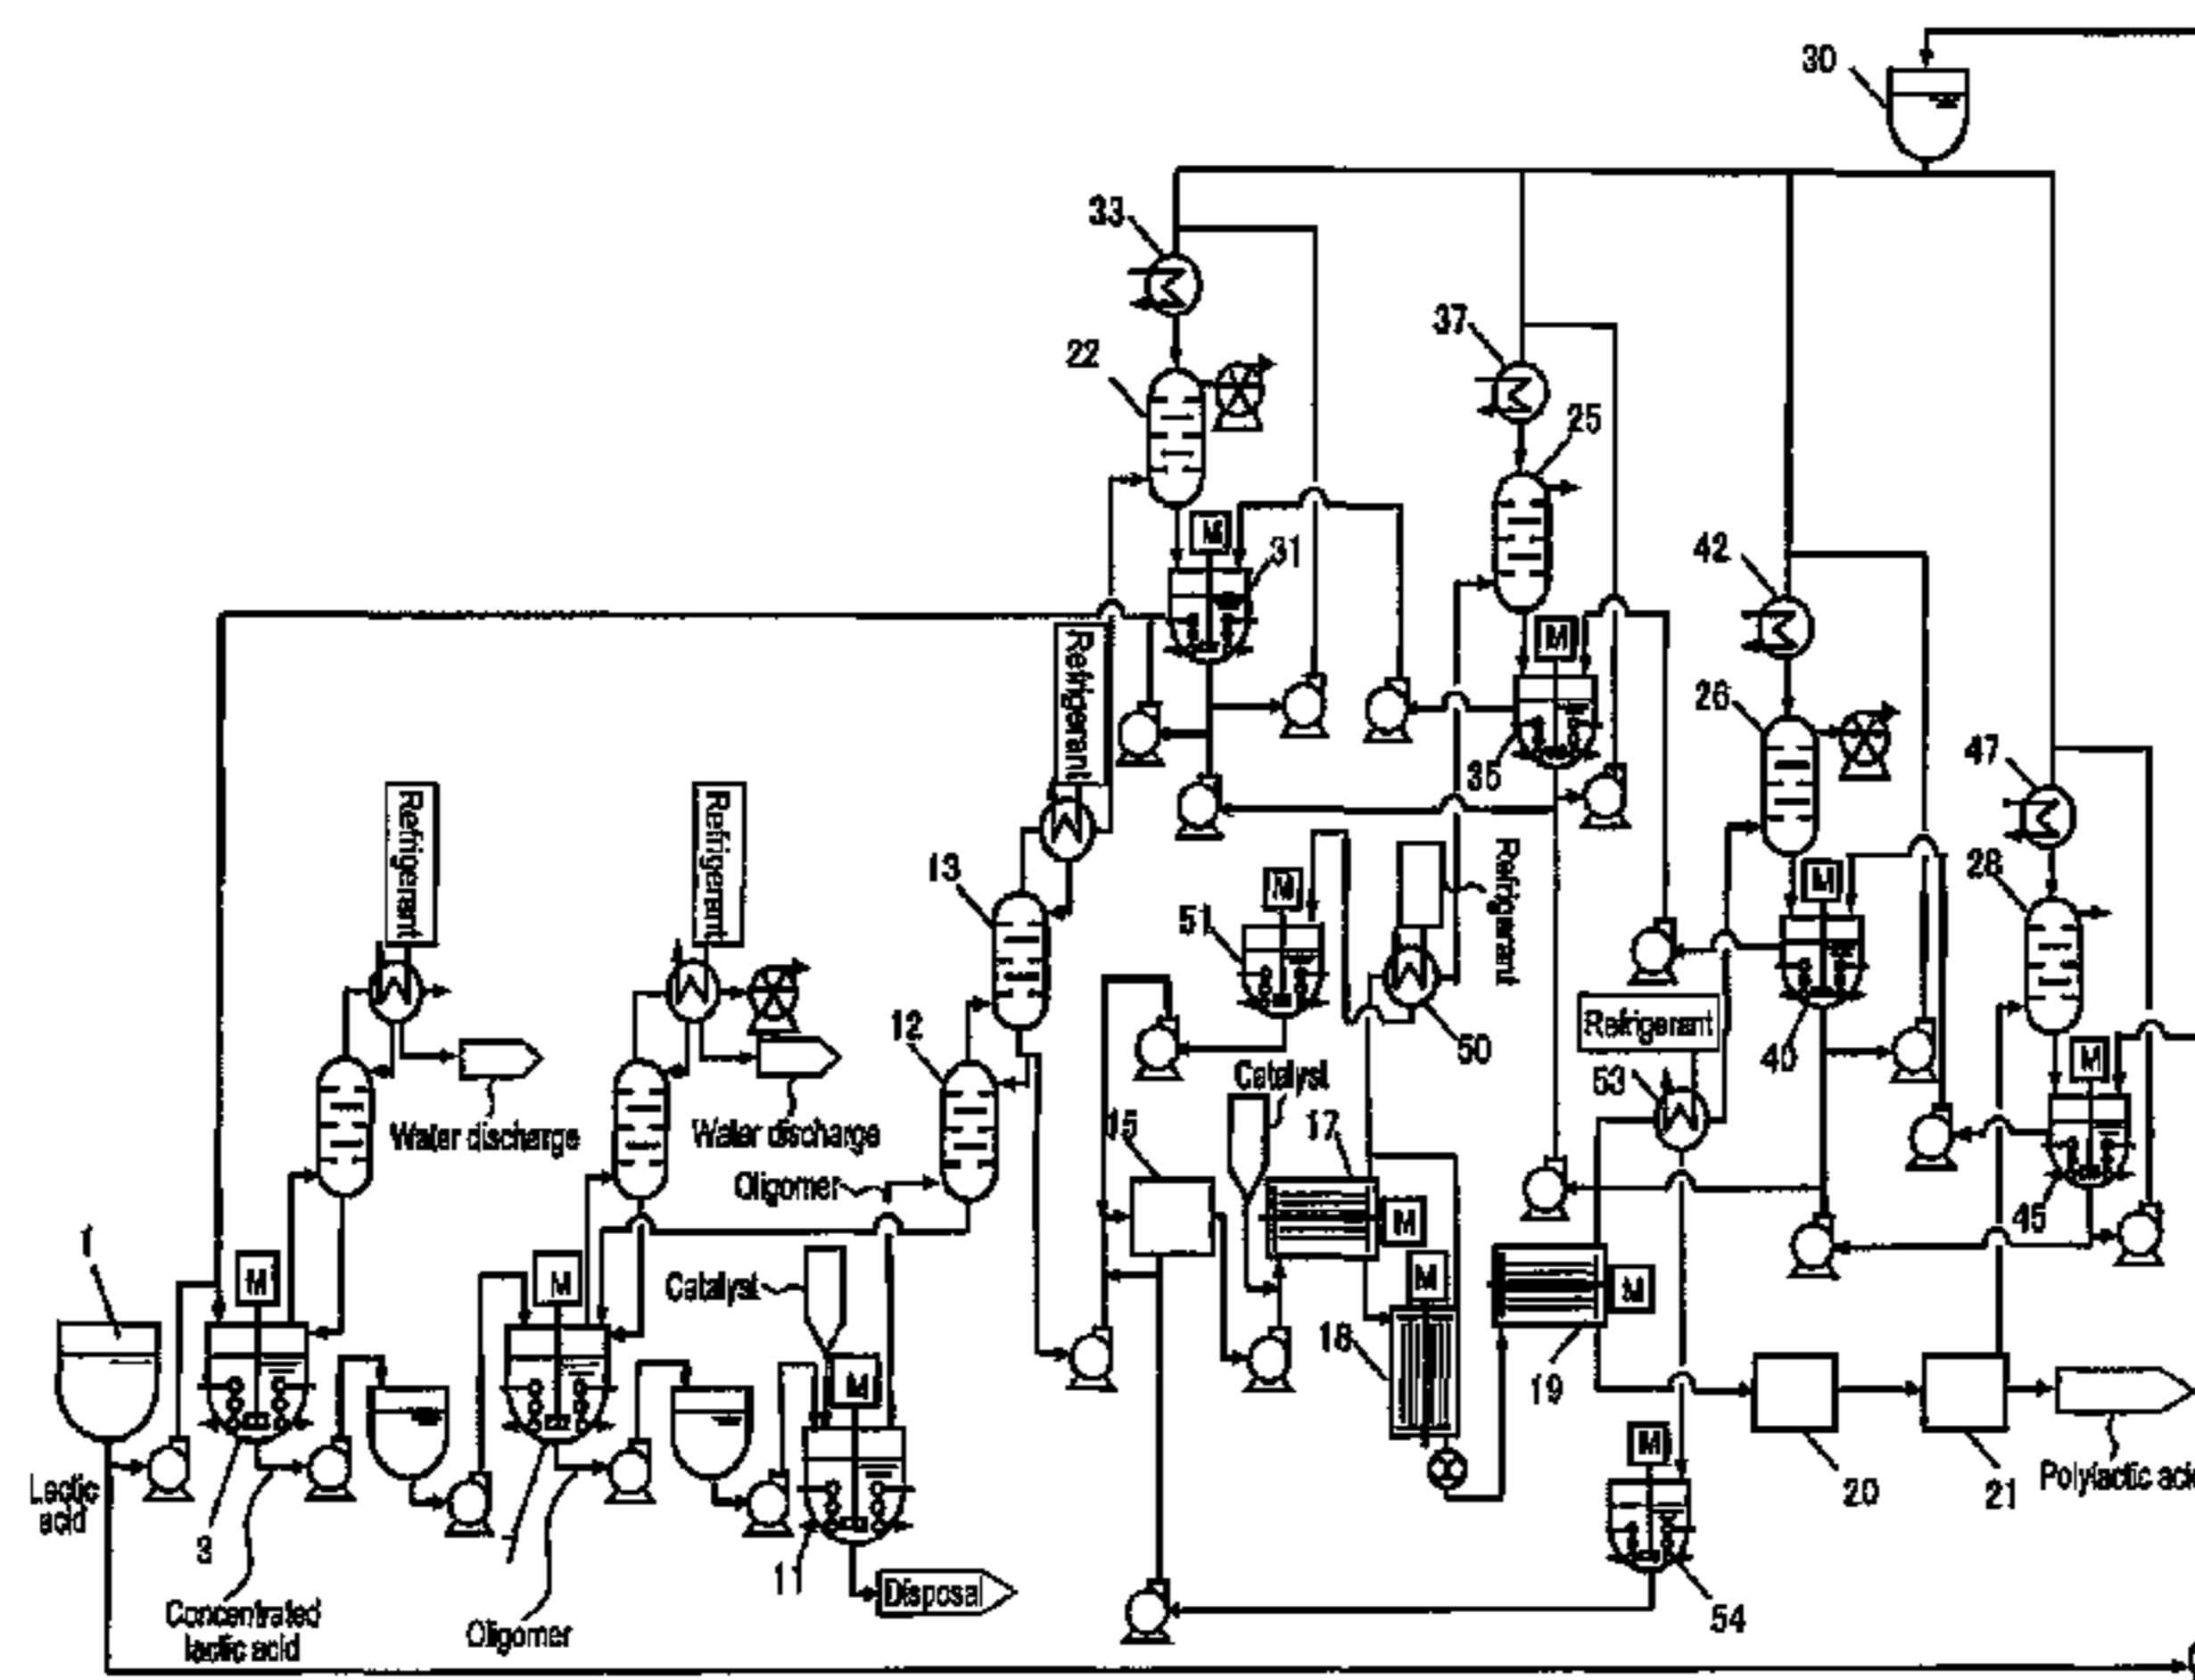 30
33
22
37
25
31
42
26
35
47
28
M
M
M
M
M
Refrigerant
Refrigerant
Refrigerant
Refrigerant
Refrigerant
13
51
M
50
12
40
53
Water discharge
Water discharge
Catalyst
15
17
M
Oligomer
45
1
M
M
Catalyst
M
M
M
18
19
M
20
21
Polylactic acid
Lactic
acid
3
Concentrated
lactic acid
Oligomer
11
Disposal
54